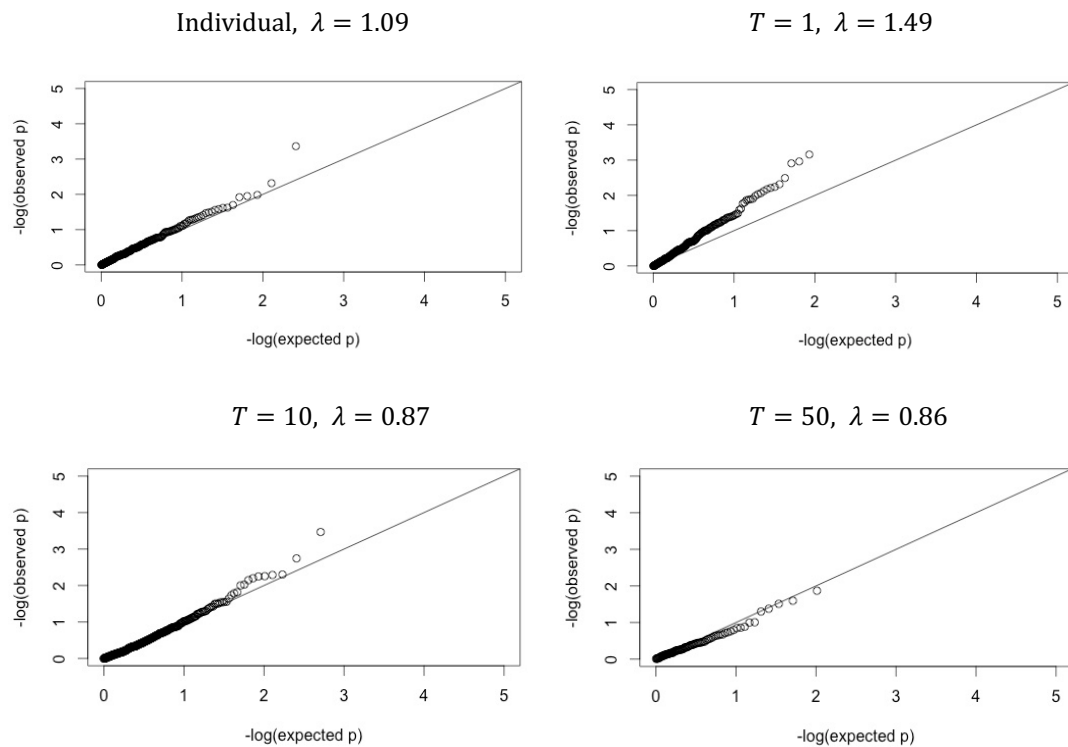 Individual, λ = 1.09
T = 1, λ = 1.49
-log(observed p)
5
4
3
2
1
0
0 1 2 3 4 5
-log(expected p)
-log(observed p)
5
4
3
2
1
0
0 1 2 3 4 5
-log(expected p)
T = 10, λ = 0.87
T = 50, λ = 0.86
-log(observed p)
5
4
3
2
1
0
0 1 2 3 4 5
-log(expected p)
-log(observed p)
5
4
3
2
1
0
0 1 2 3 4 5
-log(expected p)